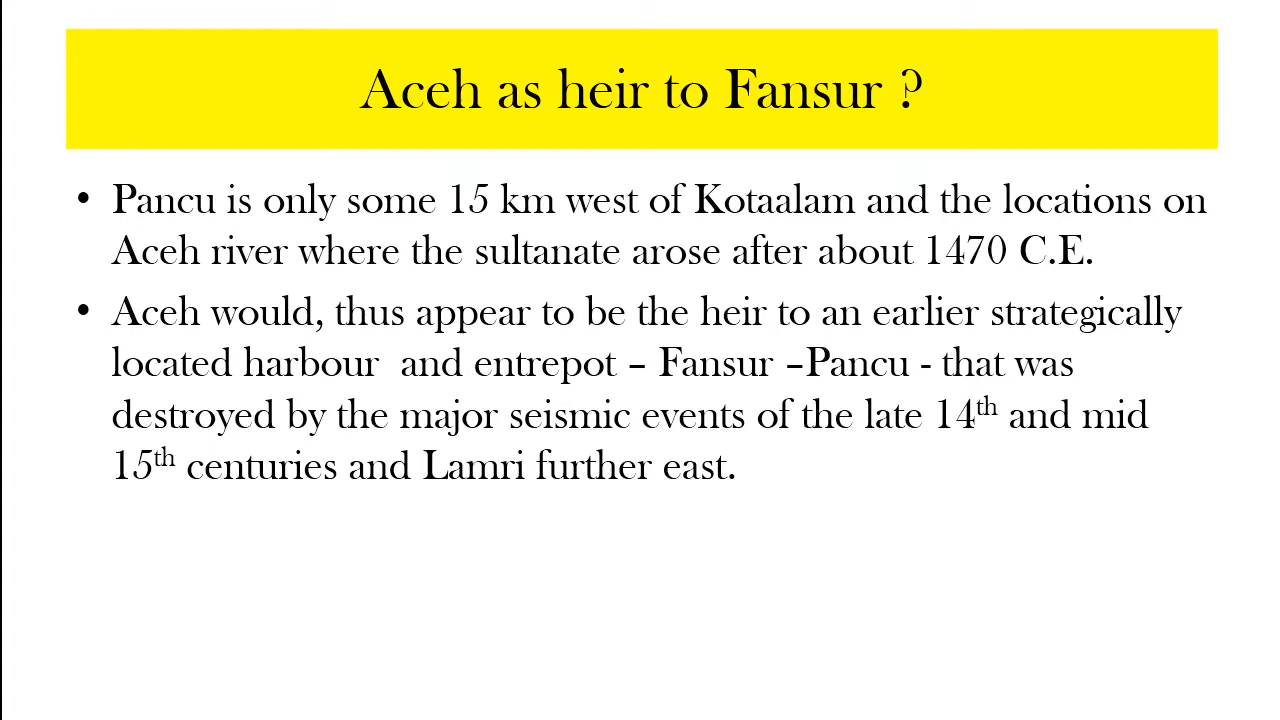 Aceh as heir to Fansur ?
• Pancu is only some 15 km west of Kotaalam and the locations on
Aceh river where the sultanate arose after about 1470 C.E.
• Aceh would, thus appear to be the heir to an earlier strategically
located harbour  and entrepot – Fansur –Pancu - that was
destroyed by the major seismic events of the late 14th and mid
15th centuries and Lamri further east.